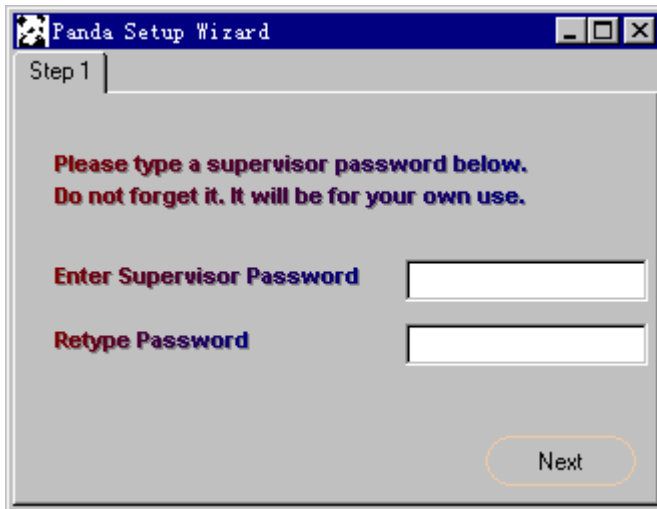 Panda Setup Wizard
Step 1
Please type a supervisor password below.
Do not forget it. It will be for your own use.
Enter Supervisor Password
Retype Password
Next